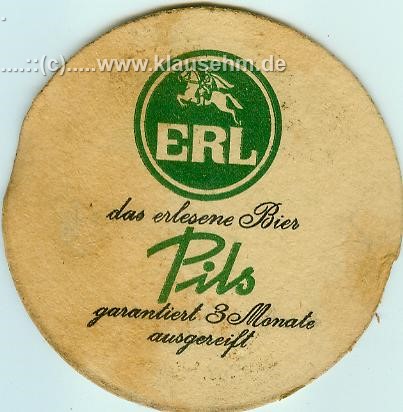 .....::(c).....www.klausehm.de
ERL
das erlesene Bier
Pils
garantiert 3 Monate
ausgereift